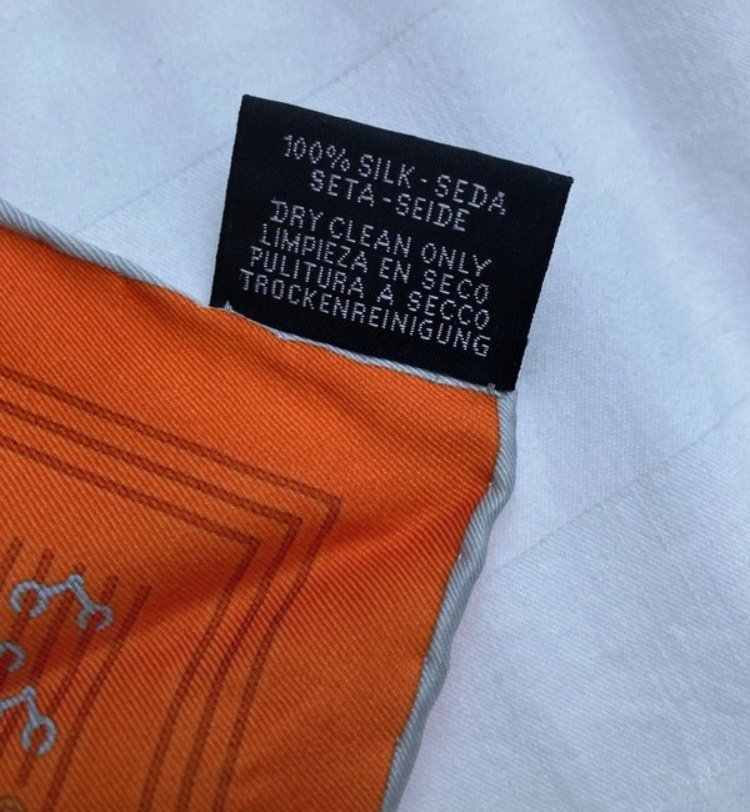 100% SILK - SEDA
SETA - SEIDE
DRY CLEAN ONLY
LIMPIEZA EN SECO
PULITURA A SECCO
TROCKENREINIGUNG